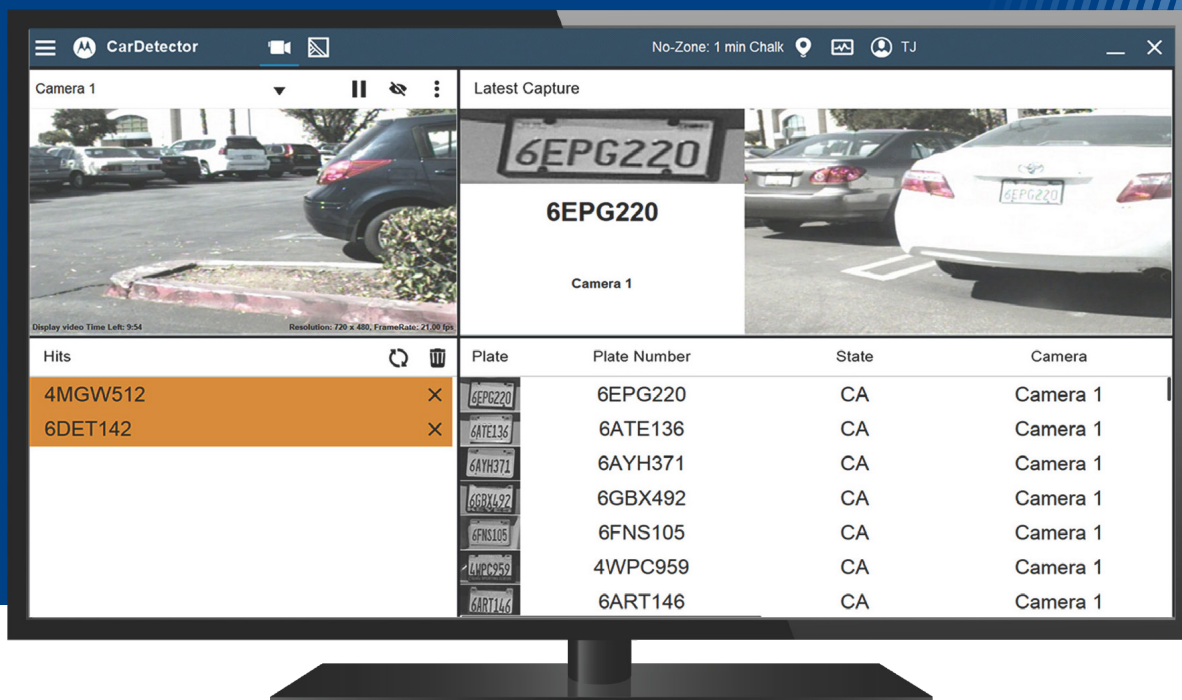 CarDetector
No-Zone: 1 min Chalk
TJ
Camera 1
Latest Capture
6EPG220
6EPG220
Camera 1
6EPG220
Display video Time Left: 9:54
Resolution: 720 x 480, FrameRate: 21.00 fps
Hits
4MGW512
6DET142
Plate Plate Number State Camera
6EPG220 6EPG220 CA Camera 1
6ATE136 6ATE136 CA Camera 1
6AYH371 6AYH371 CA Camera 1
6GBX492 6GBX492 CA Camera 1
6FNS105 6FNS105 CA Camera 1
4WPC959 4WPC959 CA Camera 1
6ART146 6ART146 CA Camera 1